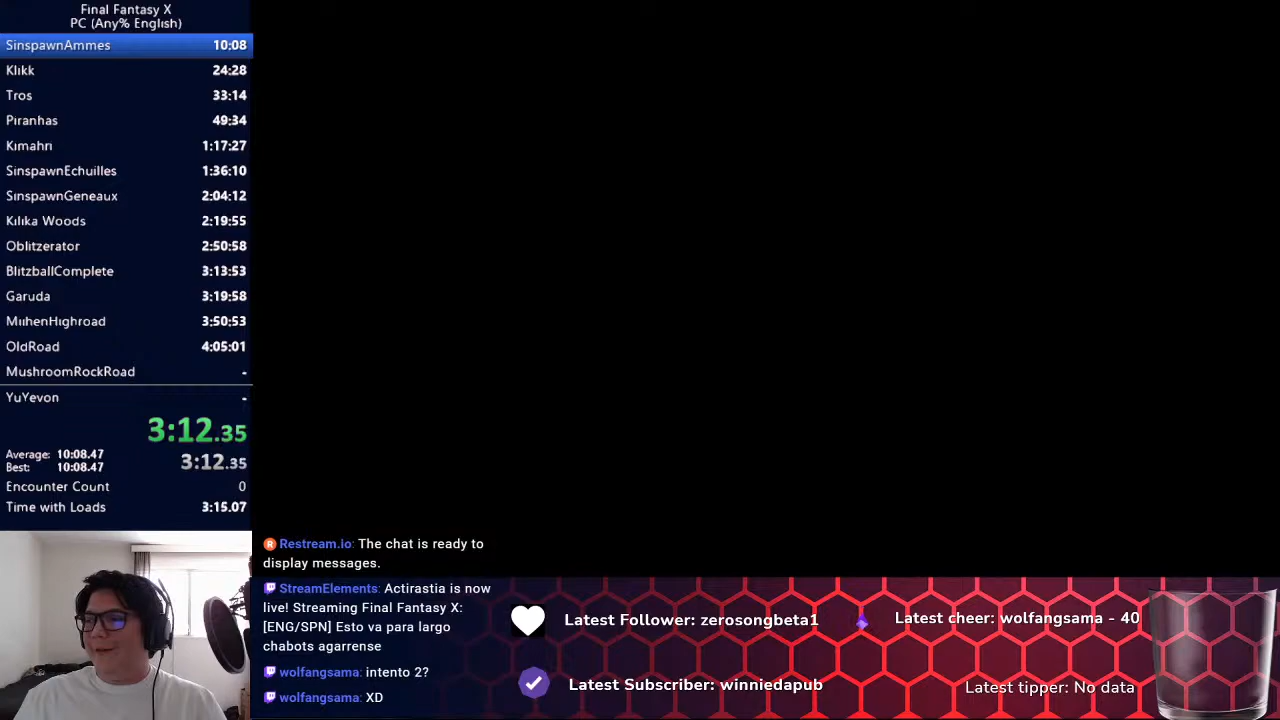 Final Fantasy X
PC (Any% English)
SinspawnAmmes 10:08
Klikk 24:28
Tros 33:14
Piranhas 49:34
Kimahri 1:17:27
SinspawnEchuilles 1:36:10
SinspawnGeneaux 2:04:12
Kilika Woods 2:19:55
Oblitzerator 2:50:58
BlitzballComplete 3:13:53
Garuda 3:19:58
MiihenHighroad 3:50:53
OldRoad 4:05:01
MushroomRockRoad -
YuYevon -
3:12.35
Average: 10:08.47
Best: 10:08.47 3:12.35
Encounter Count 0
Time with Loads 3:15.07
Restream.io: The chat is ready to
display messages.
StreamElements: Actirastia is now
live! Streaming Final Fantasy X:
[ENG/SPN] Esto va para largo
chabots agarrense
wolfangsama: intento 2?
wolfangsama: XD
Latest Follower: zerosongbeta1
Latest cheer: wolfangsama - 40
Latest Subscriber: winniedapub
Latest tipper: No data